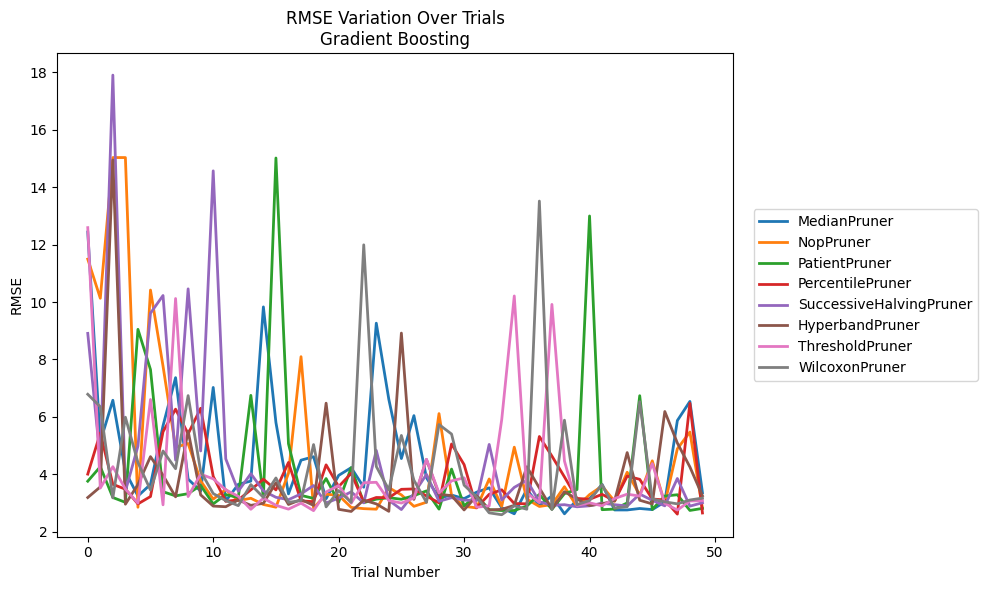 RMSE Variation Over Trials
Gradient Boosting
RMSE
18
16
14
12
10
8
6
4
2
0
10
20
30
40
50
Trial Number
MedianPruner
NopPruner
PatientPruner
PercentilePruner
SuccessiveHalvingPruner
HyperbandPruner
ThresholdPruner
WilcoxonPruner